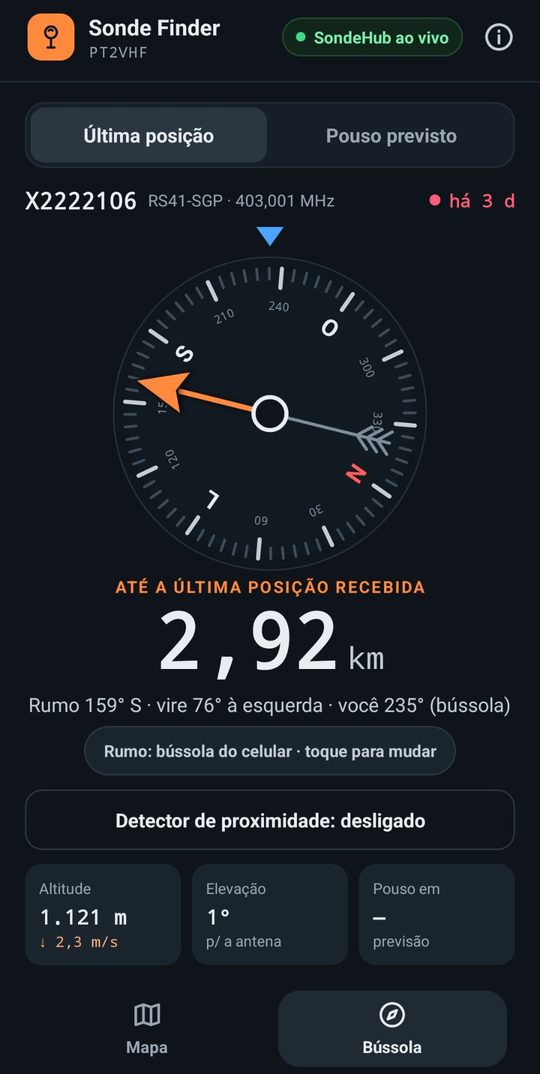 Sonde Finder
PT2VHF
SondeHub ao vivo
Última posição
Pouso previsto
X2222106 RS41-SGP · 403,001 MHz
há 3 d
240
210
O
S
300
330
N
120
L
60
30
ATÉ A ÚLTIMA POSIÇÃO RECEBIDA
2,92 km
Rumo 159° S · vire 76° à esquerda · você 235° (bússola)
Rumo: bússola do celular · toque para mudar
Detector de proximidade: desligado
Altitude
1.121 m
↓ 2,3 m/s
Elevação
1°
p/ a antena
Pouso em
—
previsão
Mapa
Bússola